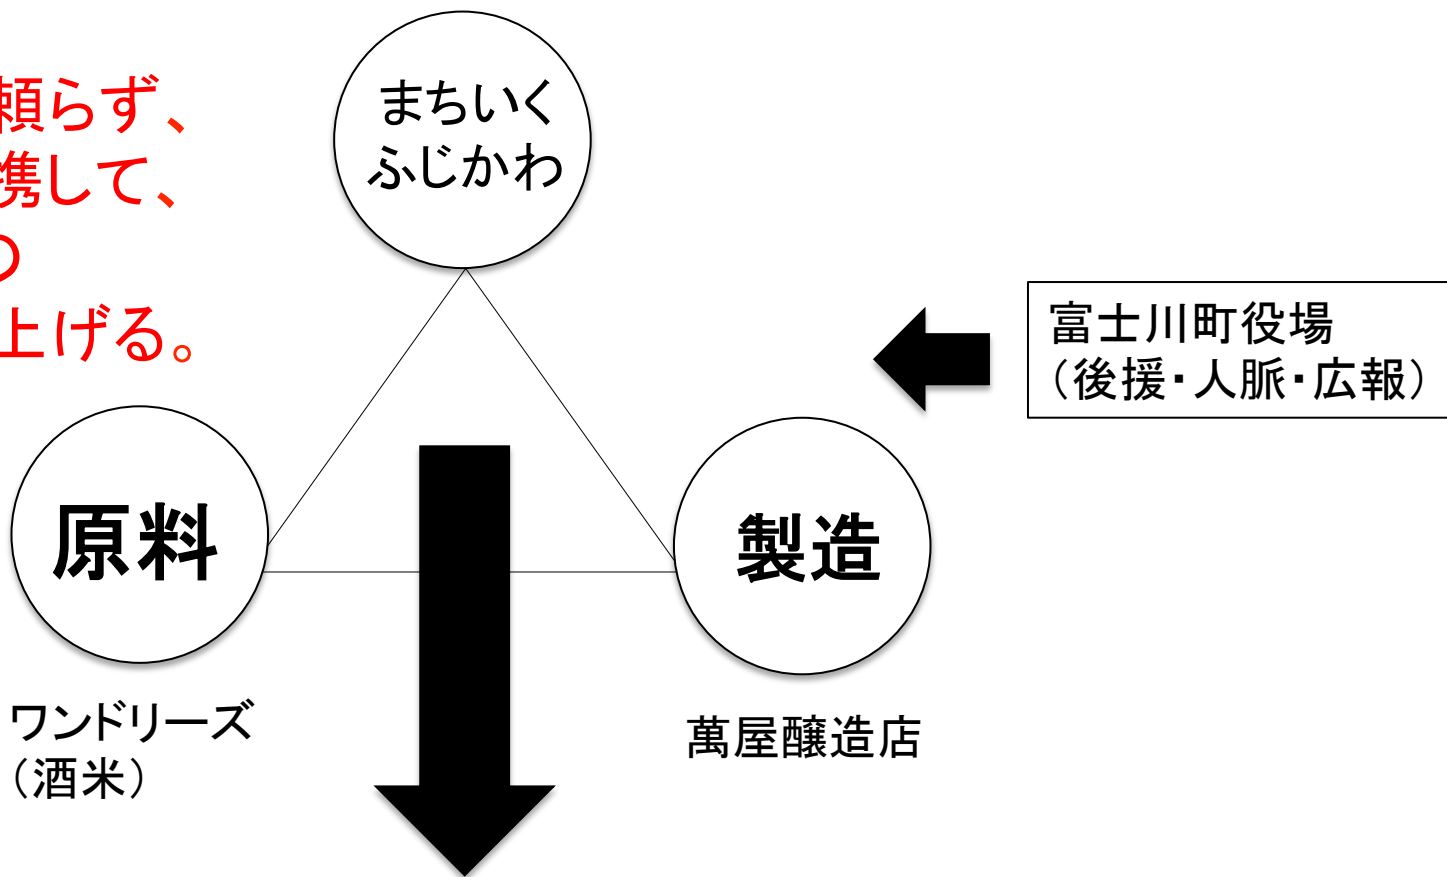 頼らず、
携して、
上げる。
まちいく
ふじかわ
富士川町役場
（後援・人脈・広報）
原料
製造
ワンドリーズ
（酒米）
萬屋醸造店